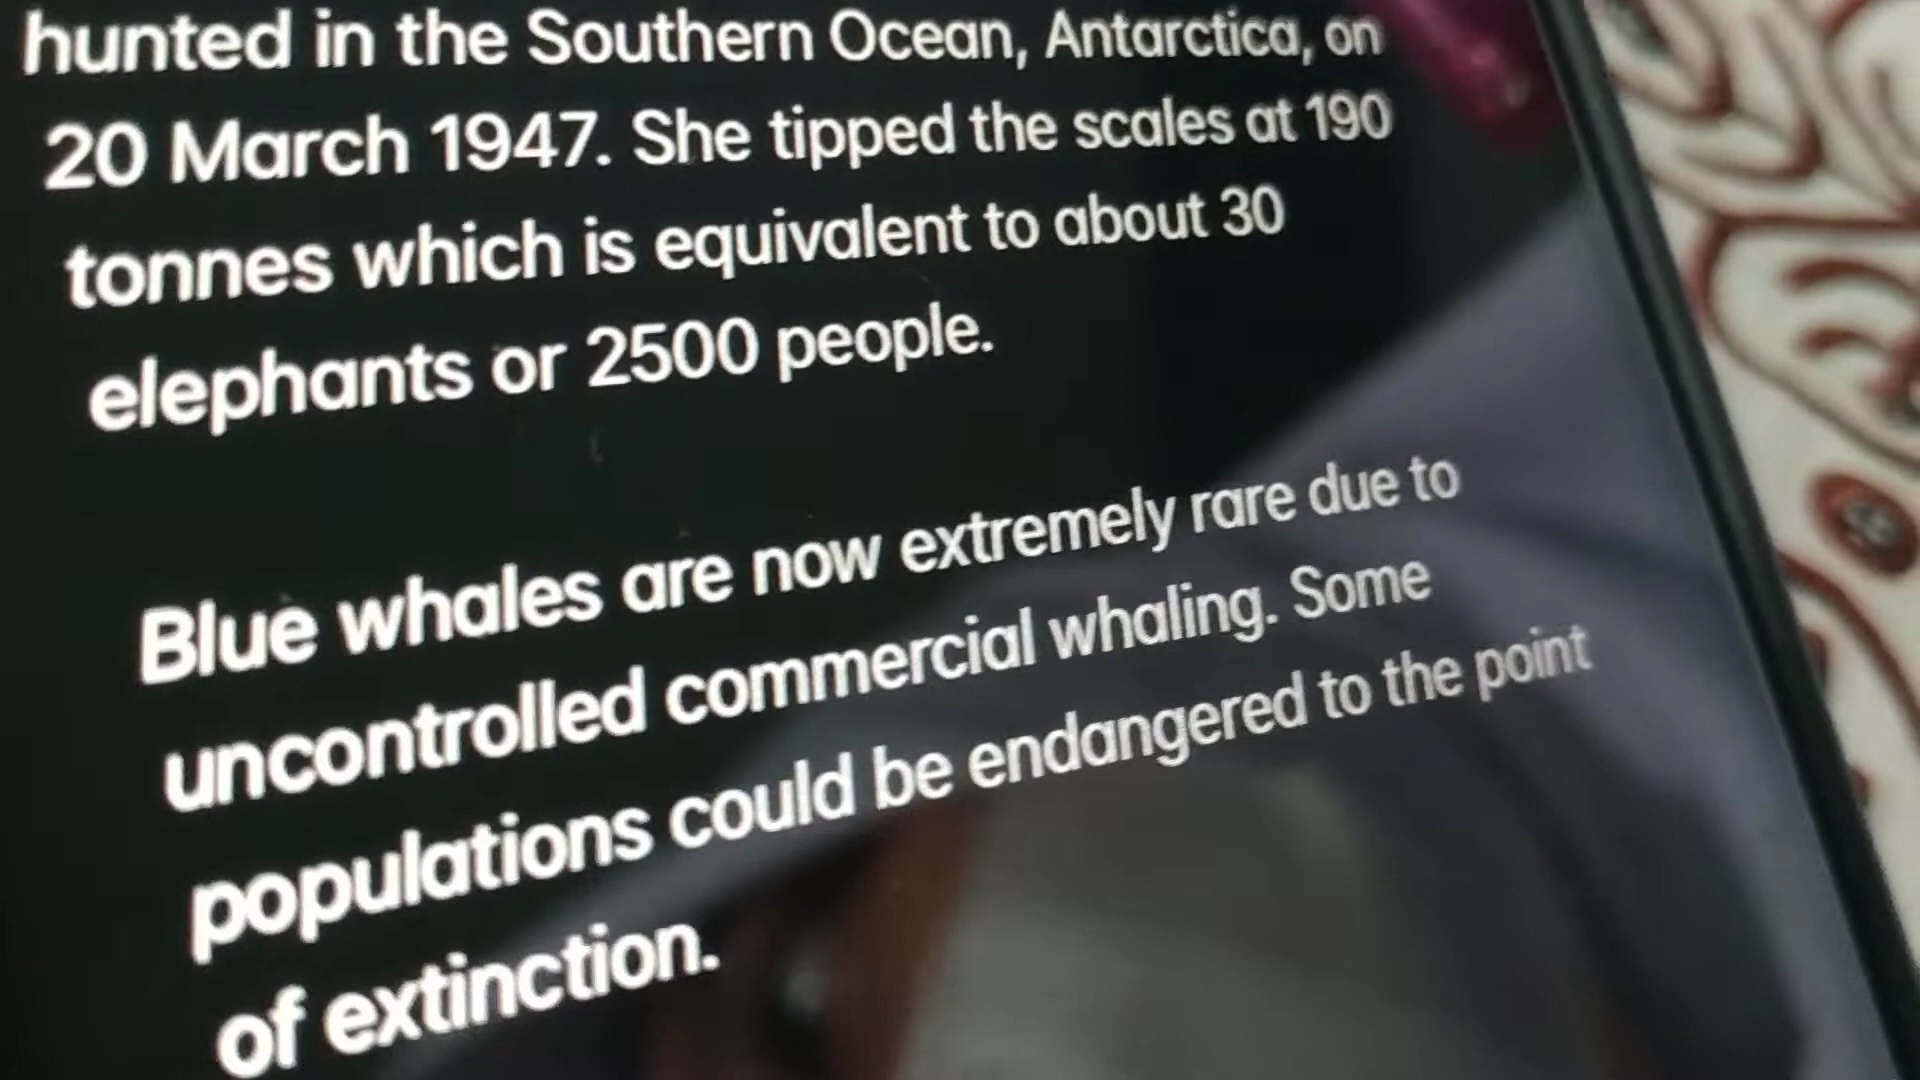 hunted in the Southern Ocean, Antarctica, on
20 March 1947. She tipped the scales at 190
tonnes which is equivalent to about 30
elephants or 2500 people.
Blue whales are now extremely rare due to
uncontrolled commercial whaling. Some
populations could be endangered to the point
of extinction.